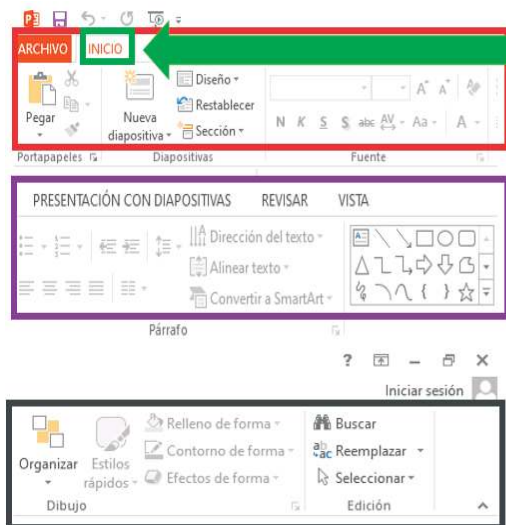 ARCHIVO INICIO
Pegar
Nueva diapositiva
Diseño
Restablecer
Sección
N K S S abc AV Aa A
A A
Portapapeles Diapositivas Fuente
PRESENTACIÓN CON DIAPOSITIVAS REVISAR VISTA
Dirección del texto
Alinear texto
Convertir a SmartArt
Párrafo
?
Iniciar sesión
Organizar
Estilos rápidos
Relleno de forma
Contorno de forma
Efectos de forma
Buscar
Reemplazar
Seleccionar
Dibujo Edición